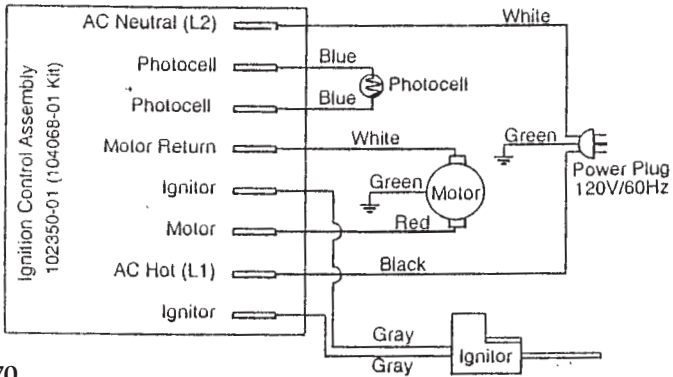 AC Neutral (L2)
White
Photocell
Blue
Photocell
Photocell
Blue
Motor Return
White
Green
Power Plug
120V/60Hz
Ignitor
Green
Motor
Motor
Red
AC Hot (L1)
Black
Ignitor
Gray
Gray
Ignitor
Ignition Control Assembly
102350-01 (104068-01 Kit)
70